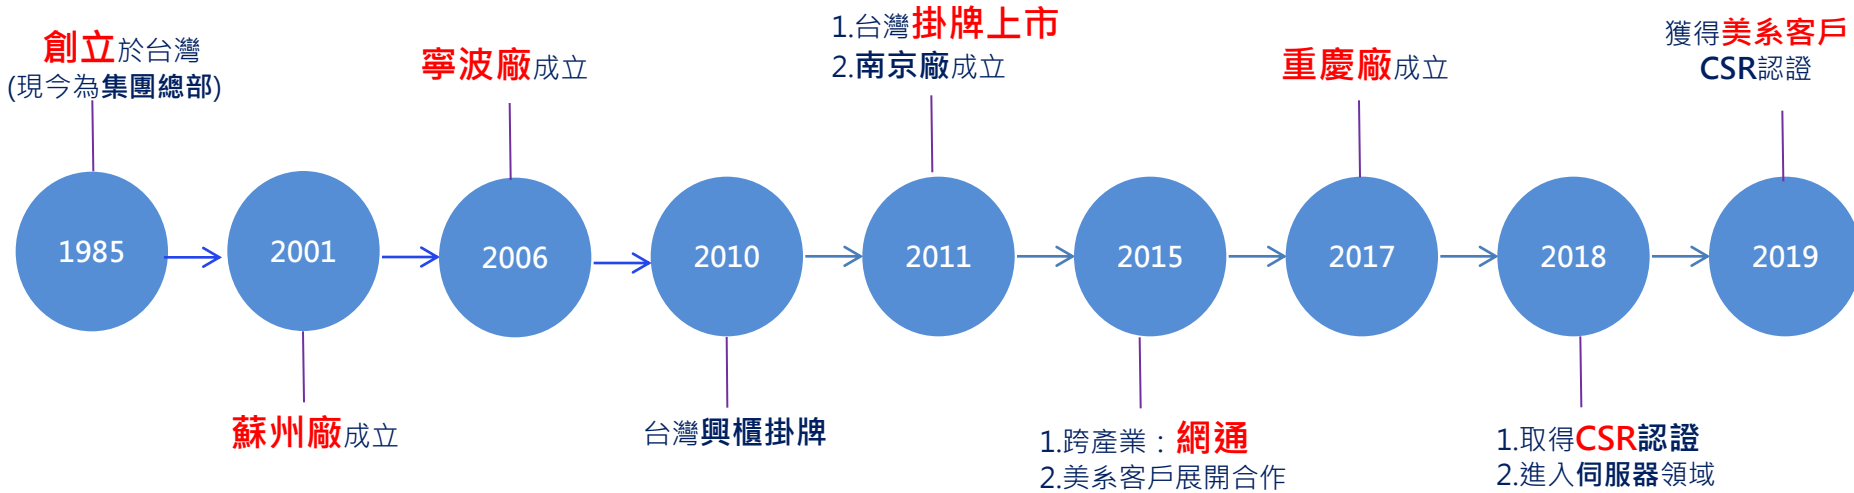 創立於台灣
(現今為集團總部)
1985
2001
蘇州廠成立
寧波廠成立
2006
2010
台灣興櫃掛牌
1.台灣掛牌上市
2.南京廠成立
2011
2015
1.跨產業：網通
2.美系客戶展開合作
重慶廠成立
2017
2018
1.取得CSR認證
2.進入伺服器領域
獲得美系客戶
CSR認證
2019